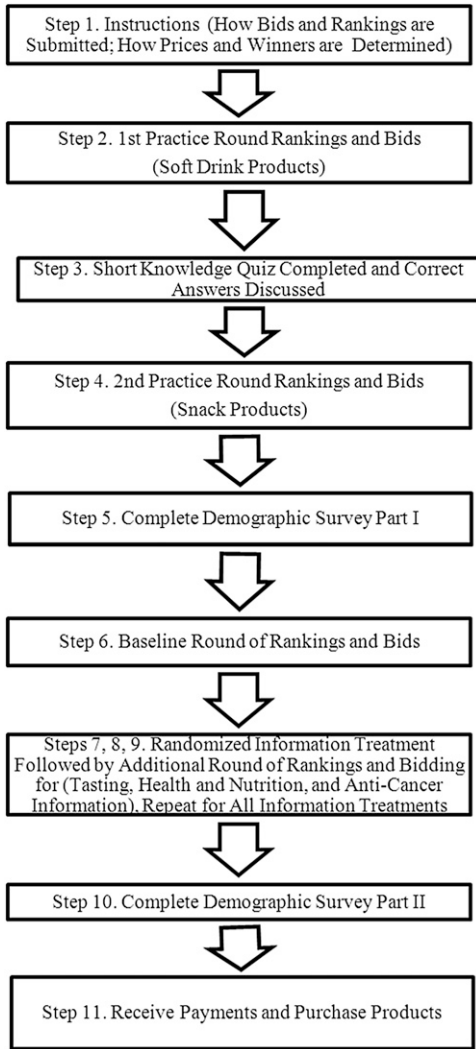 Step 1. Instructions (How Bids and Rankings are
Submitted; How Prices and Winners are Determined)
Step 2. 1st Practice Round Rankings and Bids
(Soft Drink Products)
Step 3. Short Knowledge Quiz Completed and Correct
Answers Discussed
Step 4. 2nd Practice Round Rankings and Bids
(Snack Products)
Step 5. Complete Demographic Survey Part I
Step 6. Baseline Round of Rankings and Bids
Steps 7, 8, 9. Randomized Information Treatment
Followed by Additional Round of Rankings and Bidding
for (Tasting, Health and Nutrition, and Anti-Cancer
Information), Repeat for All Information Treatments
Step 10. Complete Demographic Survey Part II
Step 11. Receive Payments and Purchase Products